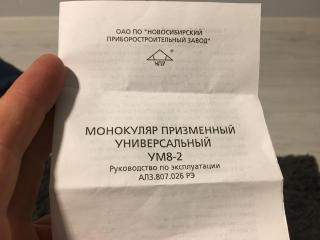 ОАО ПО "НОВОСИБИРСКИЙ
ПРИБОРОСТРОИТЕЛЬНЫЙ ЗАВОД"
МОНОКУЛЯР ПРИЗМЕННЫЙ
УНИВЕРСАЛЬНЫЙ
УМ8-2
Руководство по эксплуатации
АЛ3.807.026 РЭ